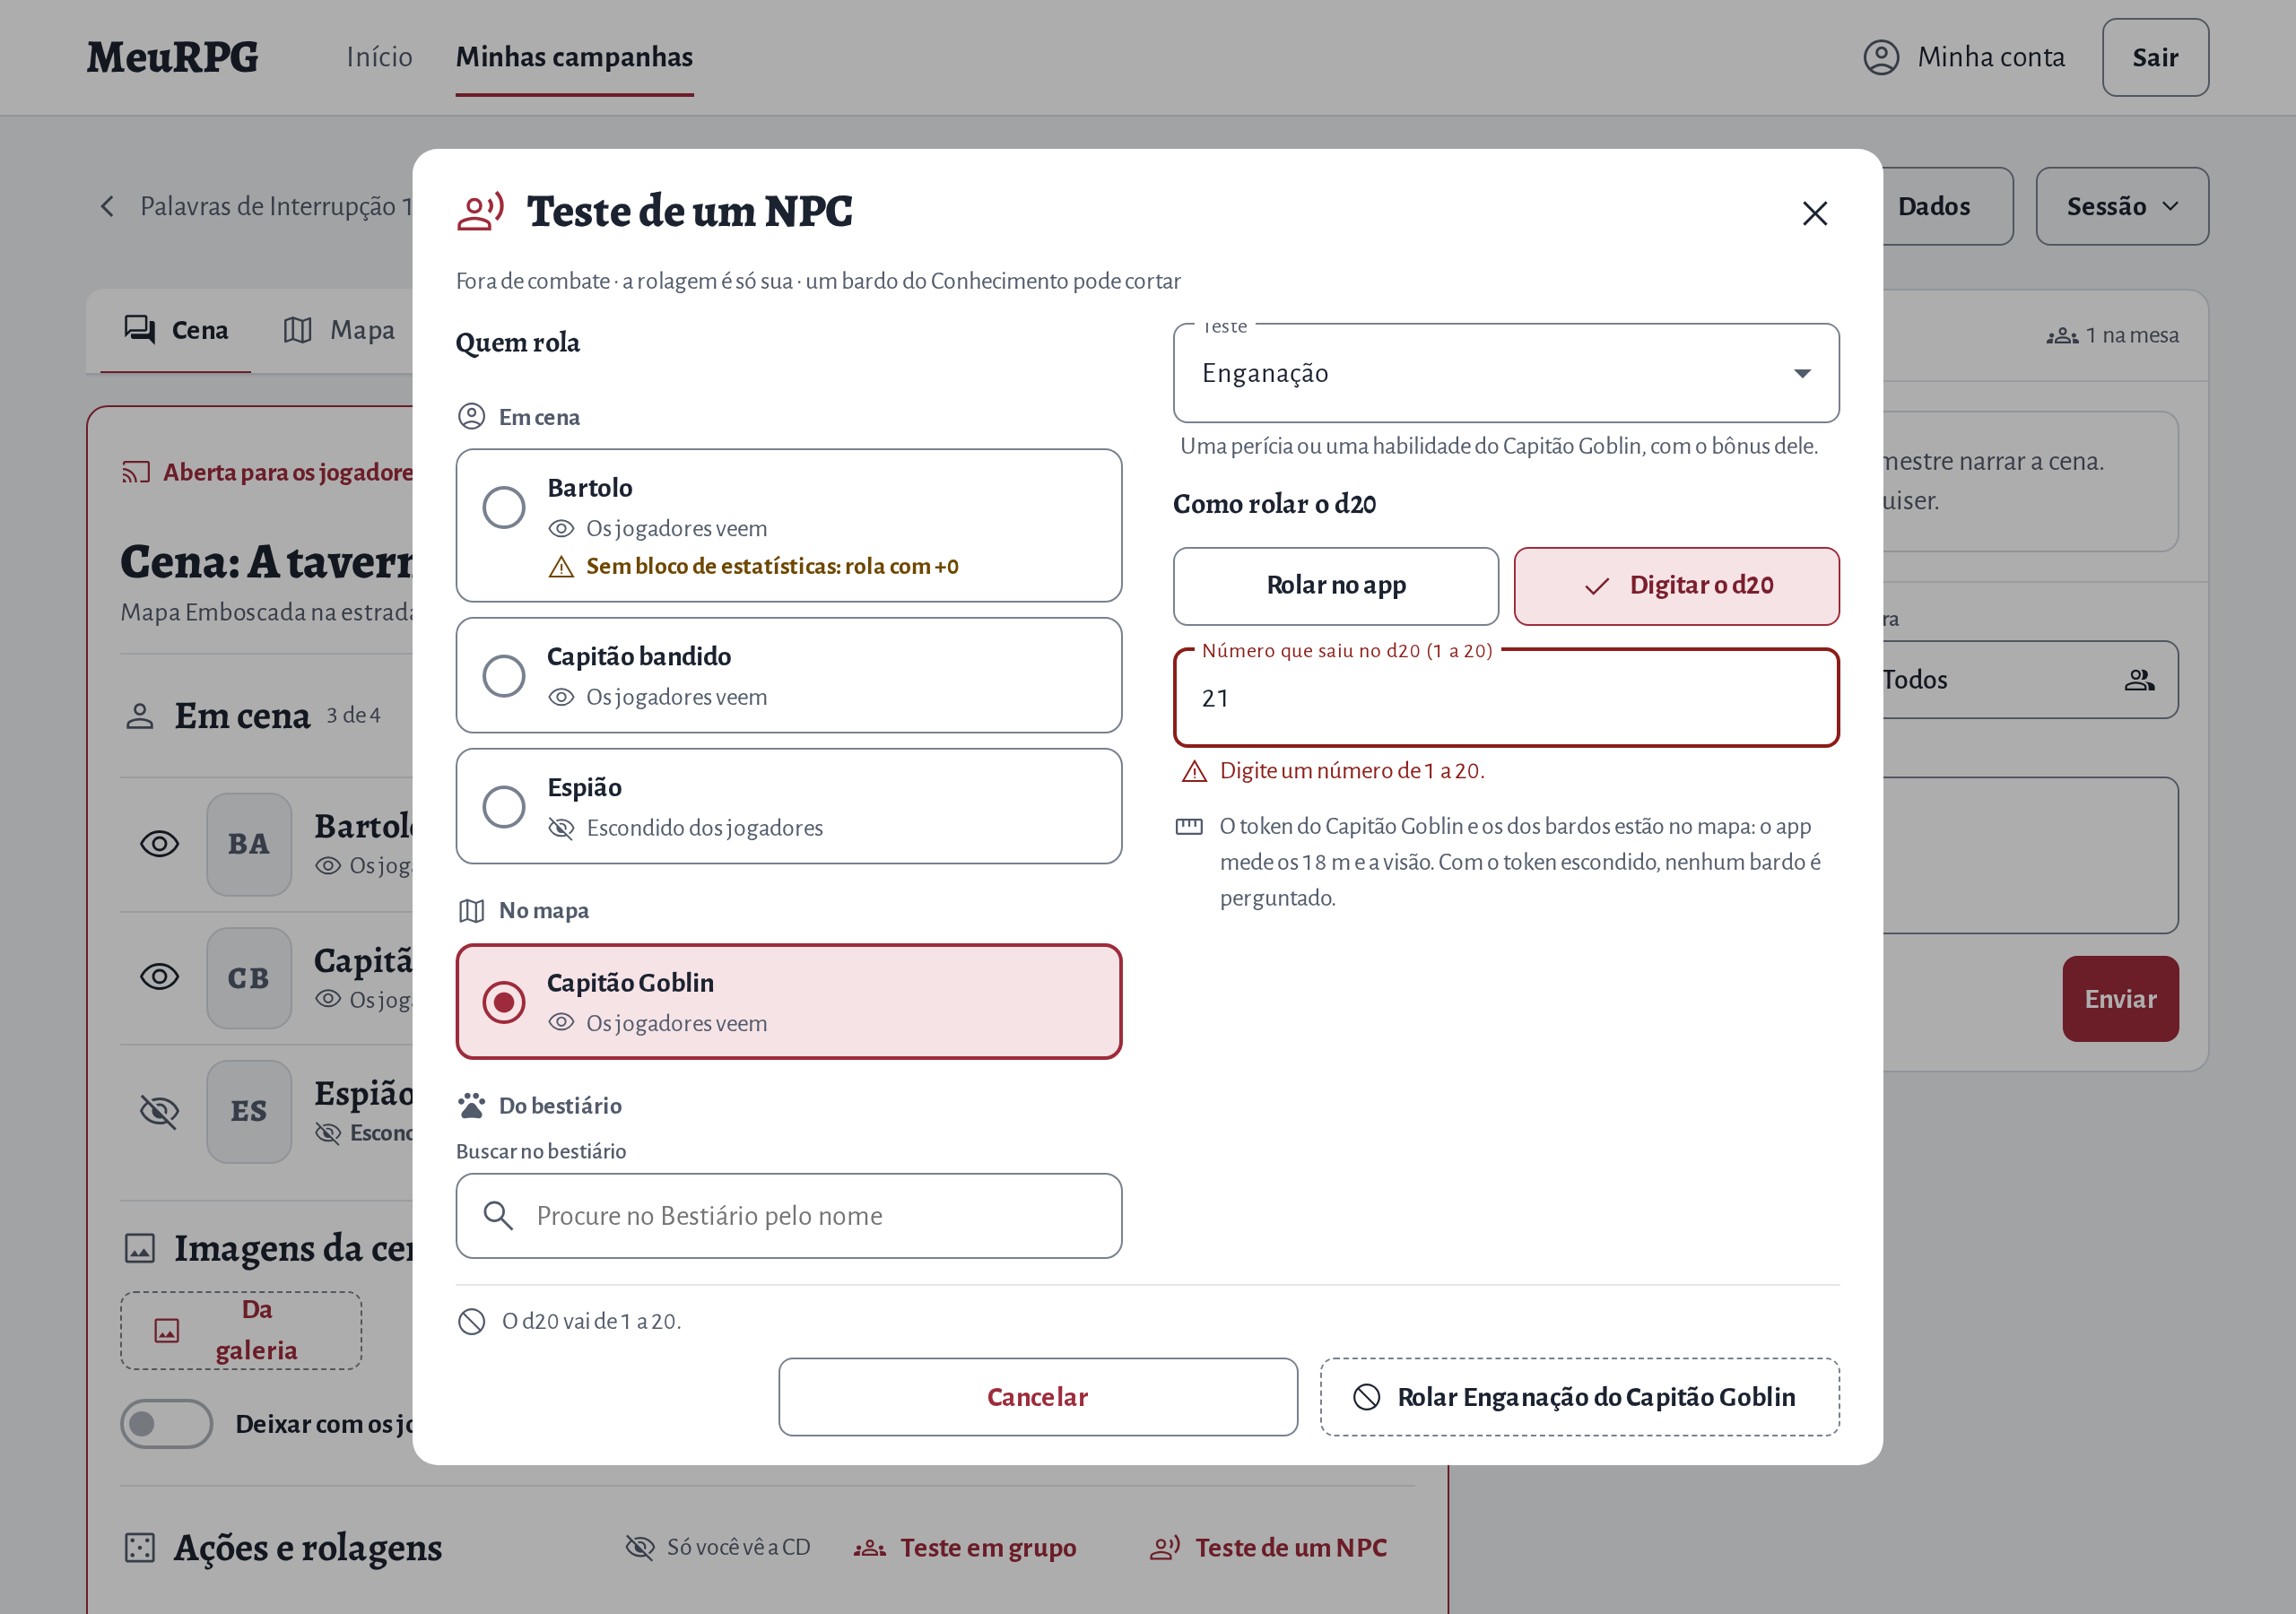 MeuRPG
Início
Minhas campanhas
Minha conta
Sair
Palavras de Interrupção 1
Dados
Sessão
Cena
Mapa
1 na mesa
Aberta para os jogadore
Cena: A tavern
Mapa Emboscada na estrada
Em cena
3 de 4
BA
Bartolo
Os jog
CB
Capitã
Os jog
ES
Espião
Escond
Imagens da cen
Da
galeria
Deixar com os jo
Ações e rolagens
Só você vê a CD
Teste em grupo
Teste de um NPC
mestre narrar a cena.
uiser.
ra
Todos
Enviar
Teste de um NPC
Fora de combate · a rolagem é só sua · um bardo do Conhecimento pode cortar
Quem rola
Em cena
Bartolo
Os jogadores veem
Sem bloco de estatísticas: rola com +0
Capitão bandido
Os jogadores veem
Espião
Escondido dos jogadores
No mapa
Capitão Goblin
Os jogadores veem
Do bestiário
Buscar no bestiário
Procure no Bestiário pelo nome
Teste
Enganação
Uma perícia ou uma habilidade do Capitão Goblin, com o bônus dele.
Como rolar o d20
Rolar no app
Digitar o d20
Número que saiu no d20 (1 a 20)
21
Digite um número de 1 a 20.
O token do Capitão Goblin e os dos bardos estão no mapa: o app
mede os 18 m e a visão. Com o token escondido, nenhum bardo é
perguntado.
O d20 vai de 1 a 20.
Cancelar
Rolar Enganação do Capitão Goblin